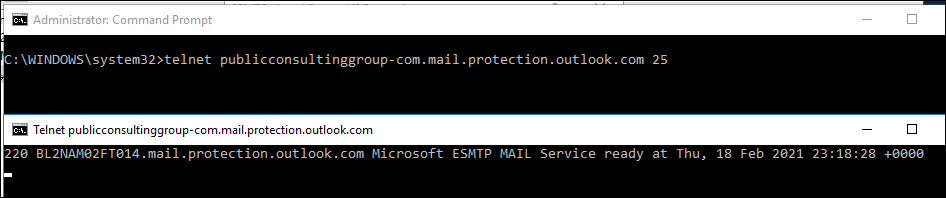 Administrator: Command Prompt
C:\WINDOWS\system32>telnet publicconsultinggroup-com.mail.protection.outlook.com 25
Telnet publicconsultinggroup-com.mail.protection.outlook.com
220 BL2NAM02FT014.mail.protection.outlook.com Microsoft ESMTP MAIL Service ready at Thu, 18 Feb 2021 23:18:28 +0000